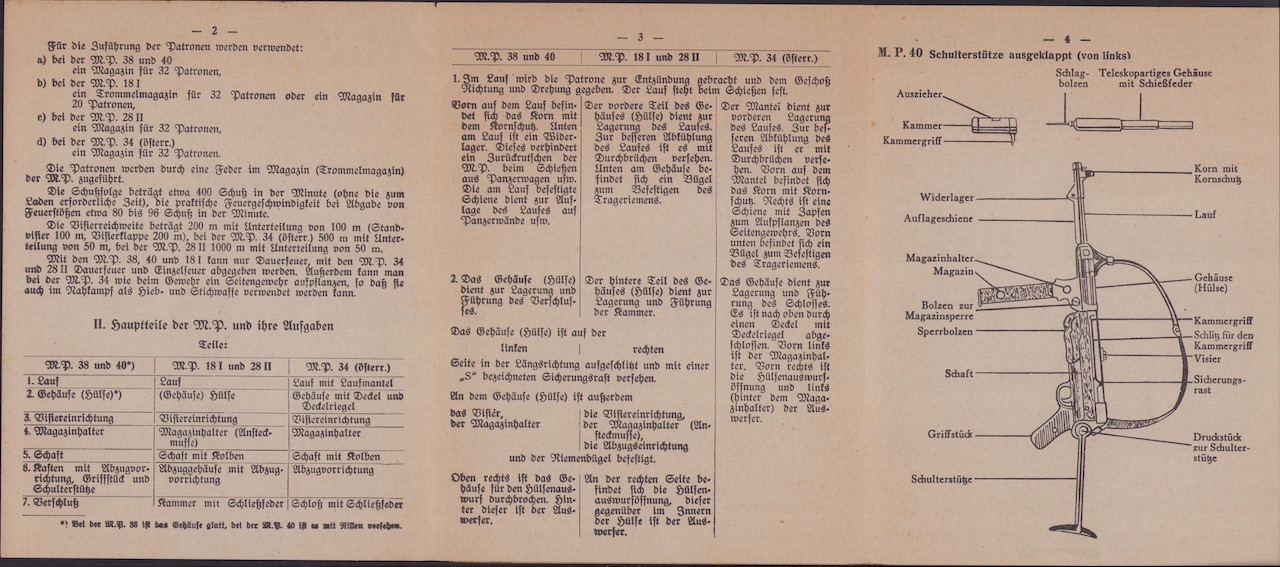 — 2 —
Für die Zuführung der Patronen werden verwendet:
a) bei der M.P. 38 und 40
ein Magazin für 32 Patronen,
b) bei der M.P. 18 I
ein Trommelmagazin für 32 Patronen oder ein Magazin für
20 Patronen,
c) bei der M.P. 28 II
ein Magazin für 32 Patronen,
d) bei der M.P. 34 (österr.)
ein Magazin für 32 Patronen.
Die Patronen werden durch eine Feder im Magazin (Trommelmagazin)
der M.P. zugeführt.
Die Schußfolge beträgt etwa 400 Schuß in der Minute (ohne die zum
Laden erforderliche Zeit), die praktische Feuergeschwindigkeit bei Abgabe von
Feuerstößen etwa 80 bis 96 Schuß in der Minute.
Die Visierreichweite beträgt 200 m mit Unterteilung von 100 m (Stand-
visier 100 m, Visierklappe 200 m), bei der M.P. 34 (österr.) 500 m mit Unter-
teilung von 50 m, bei der M.P. 28 II 1000 m mit Unterteilung von 50 m.
Mit den M.P. 38, 40 und 18 I kann nur Dauerfeuer, mit den M.P. 34
und 28 II Dauerfeuer und Einzelfeuer abgegeben werden. Außerdem kann man
bei der M.P. 34 wie beim Gewehr ein Seitengewehr aufpflanzen, so daß sie
auch im Nahkampf als Hieb- und Stichwaffe verwendet werden kann.
II. Hauptteile der M.P. und ihre Aufgaben
Teile:
M.P. 38 und 40*) | M.P. 18 I und 28 II | M.P. 34 (österr.)
1. Lauf | Lauf | Lauf mit Laufmantel
2. Gehäuse (Hülse)*) | (Gehäuse) Hülse | Gehäuse mit Deckel und
Deckelriegel
3. Visiereinrichtung | Visiereinrichtung | Visiereinrichtung
4. Magazinhalter | Magazinhalter (Ansteck- | Magazinhalter
muffe)
5. Schaft | Schaft mit Kolben | Schaft mit Kolben
6. Kasten mit Abzugvor- | Abzuggehäuse mit Abzug- | Abzugvorrichtung
richtung, Griffstück und | vorrichtung
Schulterstütze
7. Verschluß | Kammer mit Schließfeder | Schloß mit Schließfeder
*) Bei der M.P. 38 ist das Gehäuse glatt, bei der M.P. 40 ist es mit Rillen versehen.
— 3 —
M.P. 38 und 40 | M.P. 18 I und 28 II | M.P. 34 (österr.)
1. Im Lauf wird die Patrone zur Entzündung gebracht und dem Geschoß
Richtung und Drehung gegeben. Der Lauf steht beim Schießen fest.
Vorn auf dem Lauf befin-
det sich das Korn mit
dem Kornschutz. Unten
am Lauf ist ein Wider-
lager. Dieses verhindert
ein Zurückrutschen der
M.P. beim Schießen
aus Panzerwagen usw.
Die am Lauf befestigte
Schiene dient zur Auf-
lage des Laufes auf
Panzerwände usw.
Der vordere Teil des Ge-
häuses (Hülse) dient zur
Lagerung des Laufes.
Zur besseren Abkühlung
des Laufes ist es mit
Durchbrüchen versehen.
Unten am Gehäuse be-
findet sich ein Bügel
zum Befestigen des
Trageriemens.
Der Mantel dient zur
vorderen Lagerung
des Laufes. Zur bes-
seren Abkühlung des
Laufes ist er mit
Durchbrüchen verse-
hen. Vorn auf dem
Mantel befindet sich
das Korn mit Korn-
schutz. Rechts ist eine
Schiene mit Zapfen
zum Aufpflanzen des
Seitengewehrs. Vorn
unten befindet sich ein
Bügel zum Befestigen
des Trageriemens.
2. Das Gehäuse (Hülse)
dient zur Lagerung und
Führung des Verschlus-
ses.
Der hintere Teil des Ge-
häuses (Hülse) dient zur
Lagerung und Führung
der Kammer.
Das Gehäuse dient zur
Lagerung und Füh-
rung des Schlosses.
Es ist nach oben durch
einen Deckel mit
Deckelriegel abge-
schlossen. Vorn links
ist der Magazinhal-
ter. Vorn rechts ist
die Hülsenauswurf-
öffnung und links
(hinter dem Maga-
zinhalter) der Aus-
werfer.
Das Gehäuse (Hülse) ist auf der
linken | rechten
Seite in der Längsrichtung aufgeschlitzt und mit einer
„S" bezeichneten Sicherungsrast versehen.
An dem Gehäuse (Hülse) ist außerdem
das Visier,
der Magazinhalter
die Visiereinrichtung,
der Magazinhalter (An-
steckmuffe),
die Abzugseinrichtung
und der Riemenbügel befestigt.
Oben rechts ist das Ge-
häuse für den Hülsenaus-
wurf durchbrochen. Hin-
ter dieser ist der Aus-
werfer.
An der rechten Seite be-
findet sich die Hülsen-
auswurföffnung, dieser
gegenüber im Innern
der Hülse ist der Aus-
werfer.
— 4 —
M. P. 40 Schulterstütze ausgeklappt (von links)
Schlag-
bolzen
Teleskopartiges Gehäuse
mit Schießfeder
Auszieher
Kammer
Kammergriff
Korn mit
Kornschutz
Widerlager
Lauf
Auflageschiene
Magazinhalter
Magazin
Gehäuse
(Hülse)
Bolzen zur
Magazinsperre
Kammergriff
Sperrbolzen
Schlitz für den
Kammergriff
Visier
Schaft
Sicherungs-
rast
Griffstück
Druckstück
zur Schulter-
stütze
Schulterstütze